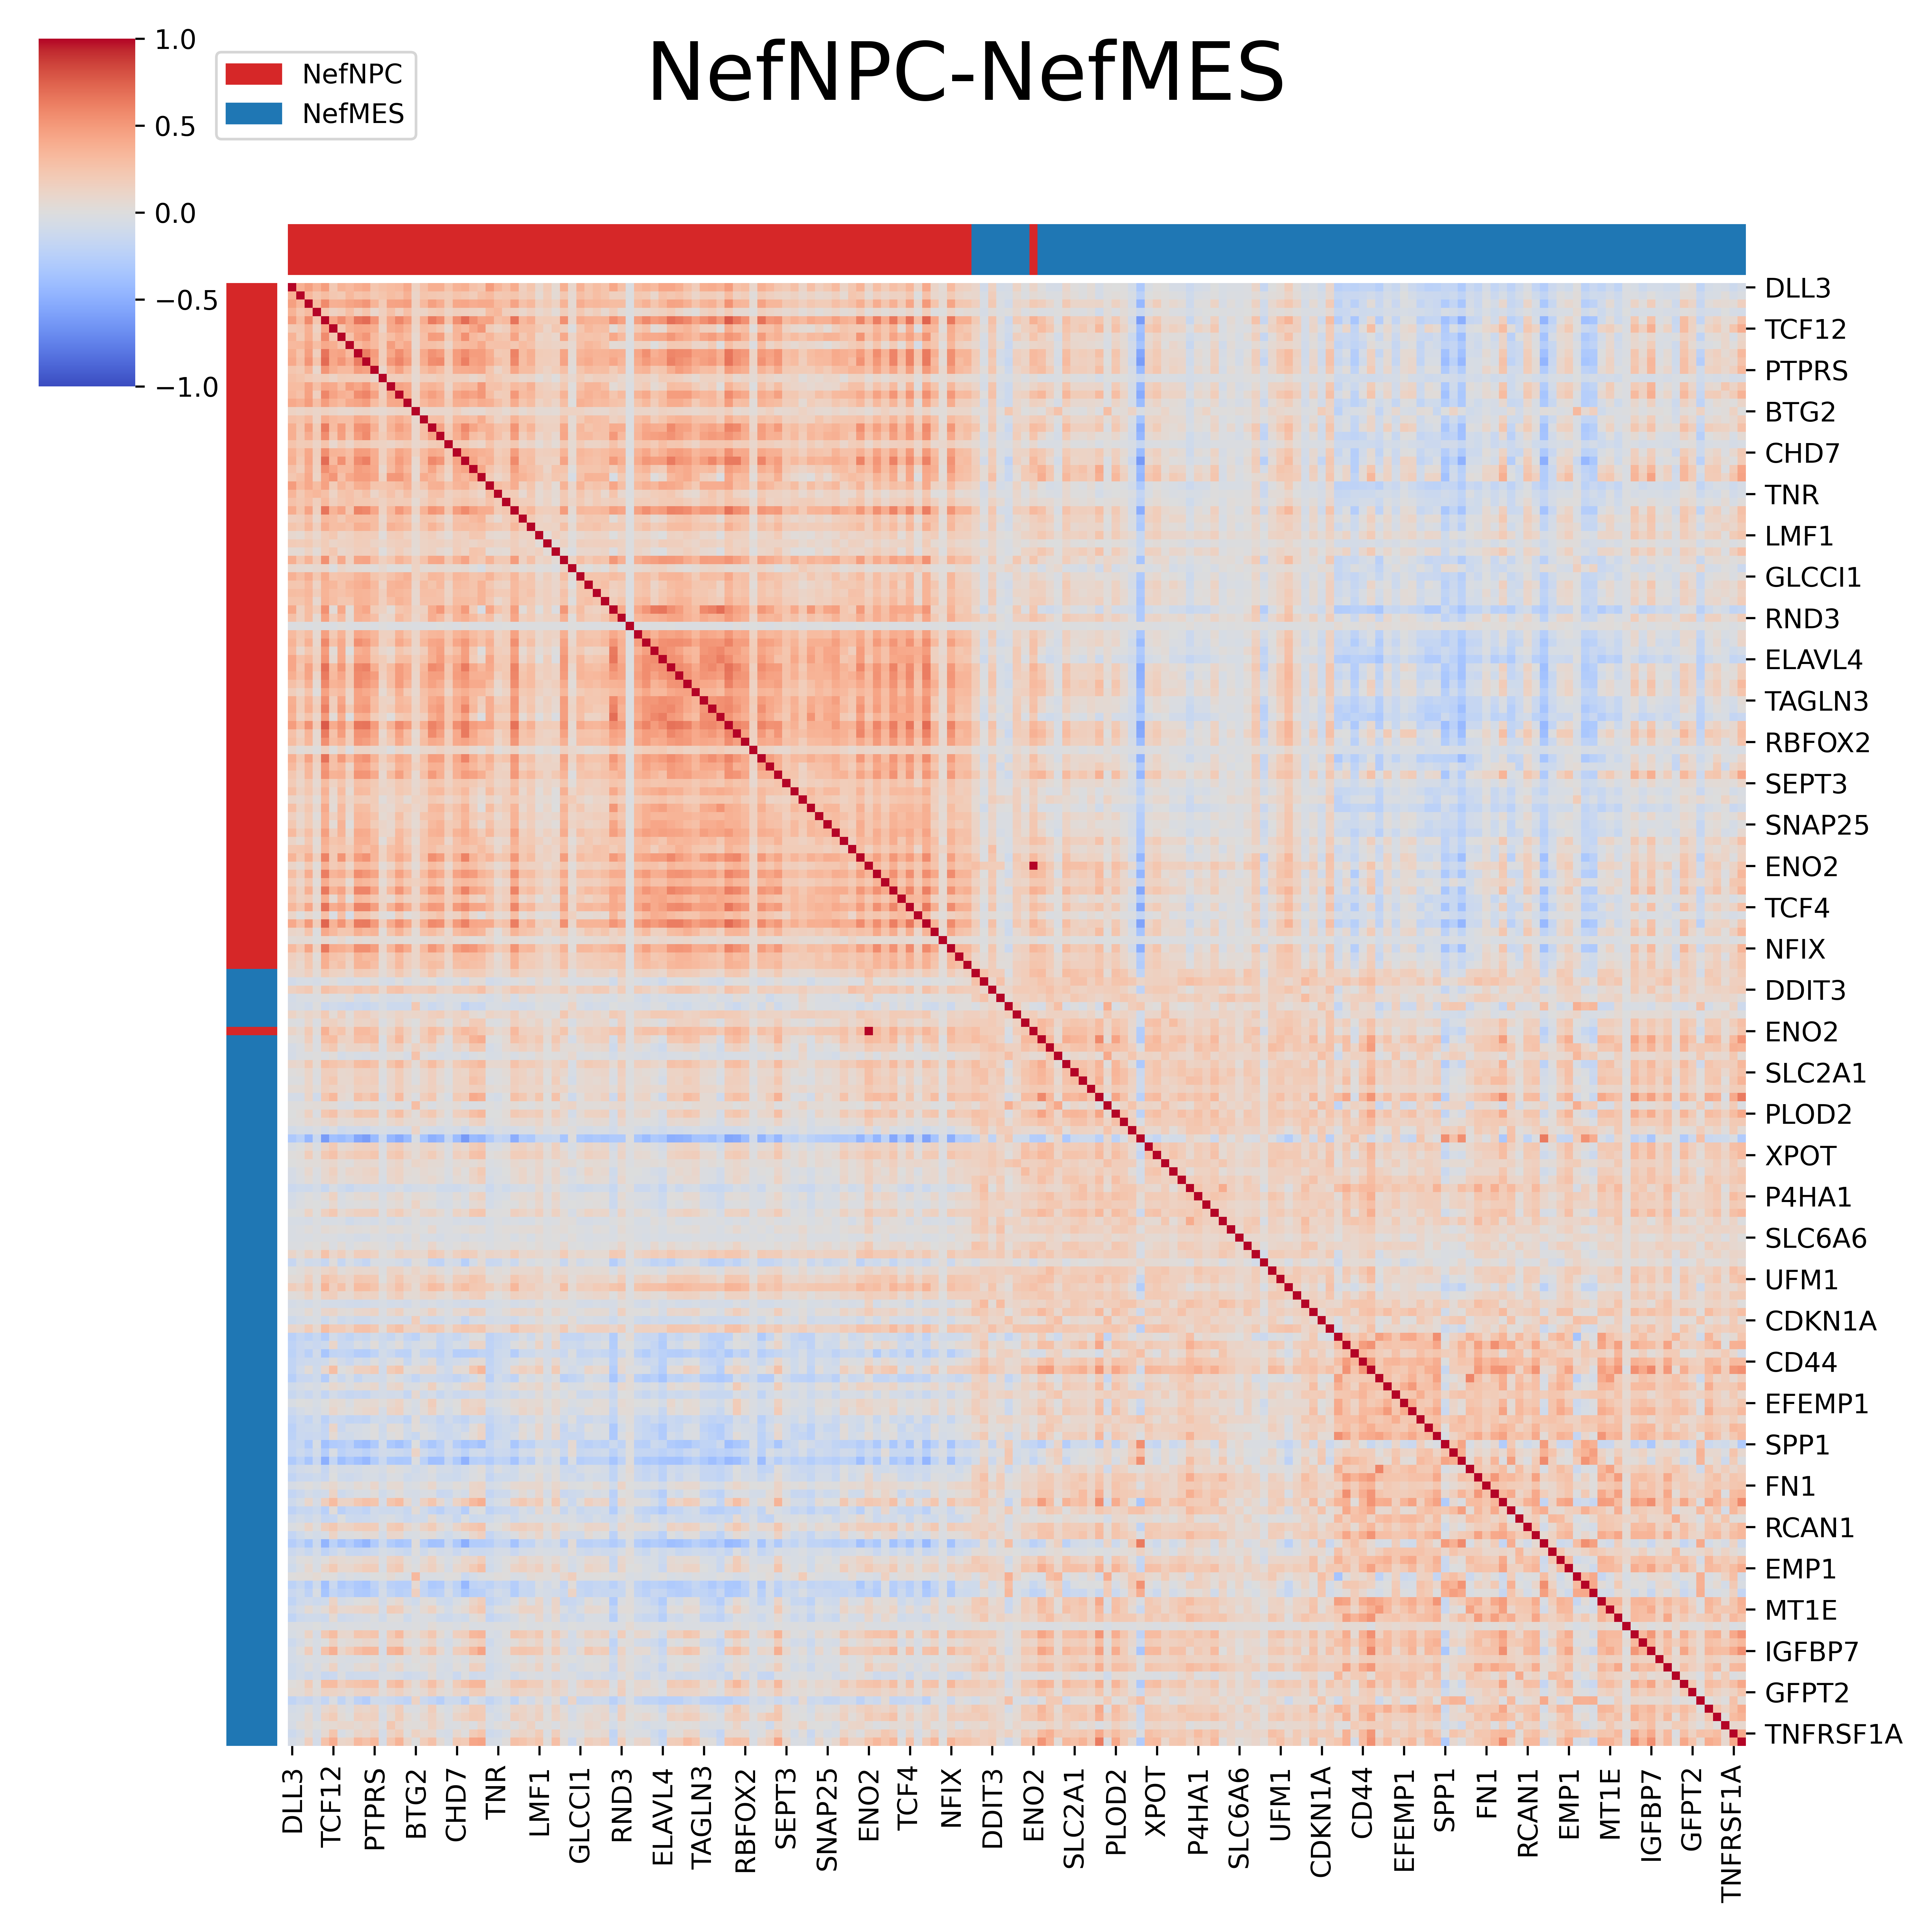 NefNPC-NefMES
1.0
0.5
0.0
−0.5
−1.0
NefNPC
NefMES
DLL3
TCF12
PTPRS
BTG2
CHD7
TNR
LMF1
GLCCI1
RND3
ELAVL4
TAGLN3
RBFOX2
SEPT3
SNAP25
ENO2
TCF4
NFIX
DDIT3
ENO2
SLC2A1
PLOD2
XPOT
P4HA1
SLC6A6
UFM1
CDKN1A
CD44
EFEMP1
SPP1
FN1
RCAN1
EMP1
MT1E
IGFBP7
GFPT2
TNFRSF1A
DLL3
TCF12
PTPRS
BTG2
CHD7
TNR
LMF1
GLCCI1
RND3
ELAVL4
TAGLN3
RBFOX2
SEPT3
SNAP25
ENO2
TCF4
NFIX
DDIT3
ENO2
SLC2A1
PLOD2
XPOT
P4HA1
SLC6A6
UFM1
CDKN1A
CD44
EFEMP1
SPP1
FN1
RCAN1
EMP1
MT1E
IGFBP7
GFPT2
TNFRSF1A